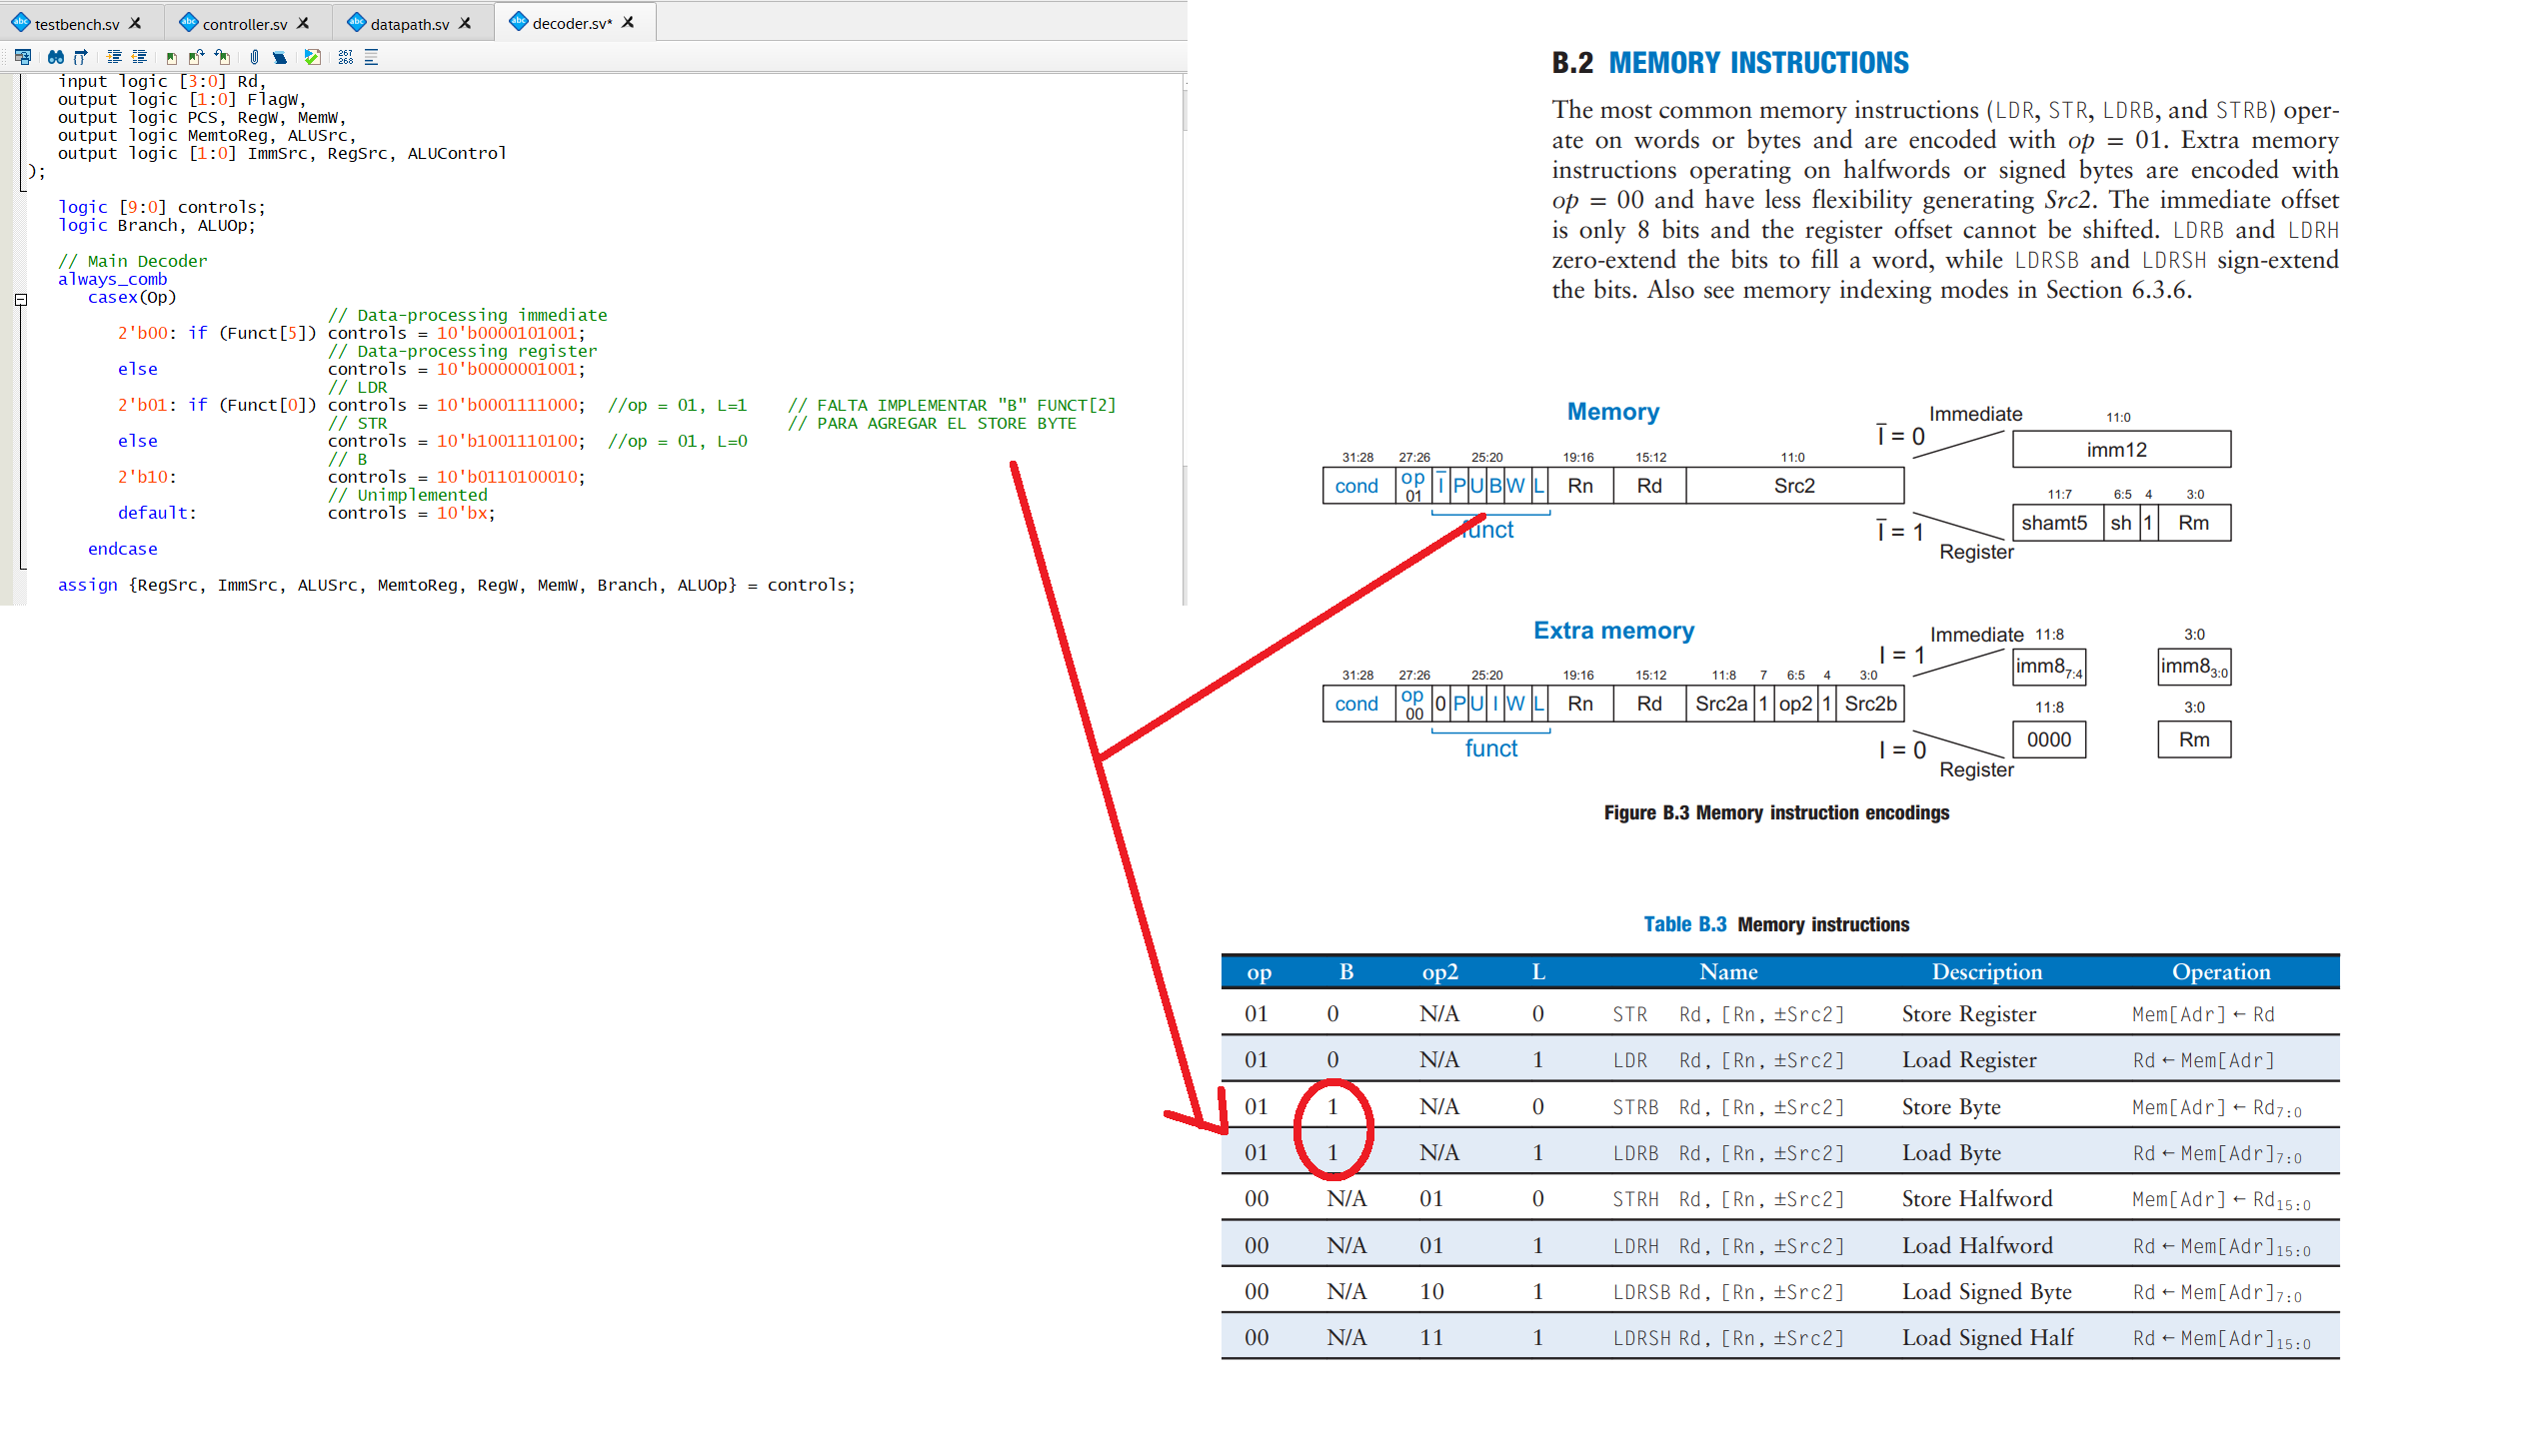 testbench.sv
controller.sv
datapath.sv
decoder.sv*
input logic [3:0] Rd,
output logic [1:0] FlagW,
output logic PCS, RegW, MemW,
output logic MemtoReg, ALUSrc,
output logic [1:0] ImmSrc, RegSrc, ALUControl
);
logic [9:0] controls;
logic Branch, ALUOp;
// Main Decoder
always_comb
casex(Op)
// Data-processing immediate
2'b00: if (Funct[5]) controls = 10'b0000101001;
// Data-processing register
else controls = 10'b0000001001;
// LDR
2'b01: if (Funct[0]) controls = 10'b0001111000; //op = 01, L=1 // FALTA IMPLEMENTAR "B" FUNCT[2]
// STR // PARA AGREGAR EL STORE BYTE
else controls = 10'b1001110100; //op = 01, L=0
// B
2'b10: controls = 10'b0110100010;
// Unimplemented
default: controls = 10'bx;
endcase
assign {RegSrc, ImmSrc, ALUSrc, MemtoReg, RegW, MemW, Branch, ALUOp} = controls;
B.2 MEMORY INSTRUCTIONS
The most common memory instructions (LDR, STR, LDRB, and STRB) oper-
ate on words or bytes and are encoded with op = 01. Extra memory
instructions operating on halfwords or signed bytes are encoded with
op = 00 and have less flexibility generating Src2. The immediate offset
is only 8 bits and the register offset cannot be shifted. LDRB and LDRH
zero-extend the bits to fill a word, while LDRSB and LDRSH sign-extend
the bits. Also see memory indexing modes in Section 6.3.6.
Memory
31:28 27:26 25:20 19:16 15:12 11:0
cond op 01 I̅ P U B W L Rn Rd Src2
funct
I̅ = 0 Immediate
11:0
imm12
I̅ = 1 Register
11:7 6:5 4 3:0
shamt5 sh 1 Rm
Extra memory
31:28 27:26 25:20 19:16 15:12 11:8 7 6:5 4 3:0
cond op 00 0 P U I W L Rn Rd Src2a 1 op2 1 Src2b
funct
I = 1 Immediate
11:8 3:0
imm8₇:₄ imm8₃:₀
I = 0 Register
11:8 3:0
0000 Rm
Figure B.3 Memory instruction encodings
Table B.3 Memory instructions
op B op2 L Name Description Operation
01 0 N/A 0 STR Rd, [Rn, ±Src2] Store Register Mem[Adr] ← Rd
01 0 N/A 1 LDR Rd, [Rn, ±Src2] Load Register Rd ← Mem[Adr]
01 1 N/A 0 STRB Rd, [Rn, ±Src2] Store Byte Mem[Adr] ← Rd₇:₀
01 1 N/A 1 LDRB Rd, [Rn, ±Src2] Load Byte Rd ← Mem[Adr]₇:₀
00 N/A 01 0 STRH Rd, [Rn, ±Src2] Store Halfword Mem[Adr] ← Rd₁₅:₀
00 N/A 01 1 LDRH Rd, [Rn, ±Src2] Load Halfword Rd ← Mem[Adr]₁₅:₀
00 N/A 10 1 LDRSB Rd, [Rn, ±Src2] Load Signed Byte Rd ← Mem[Adr]₇:₀
00 N/A 11 1 LDRSH Rd, [Rn, ±Src2] Load Signed Half Rd ← Mem[Adr]₁₅:₀